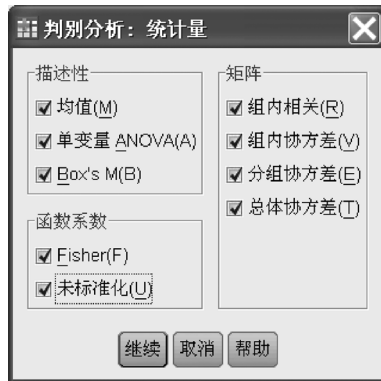 判别分析：统计量
描述性
均值(M)
单变量 ANOVA(A)
Box's M(B)
函数系数
Fisher(F)
未标准化(U)
矩阵
组内相关(R)
组内协方差(V)
分组协方差(E)
总体协方差(T)
继续 取消 帮助